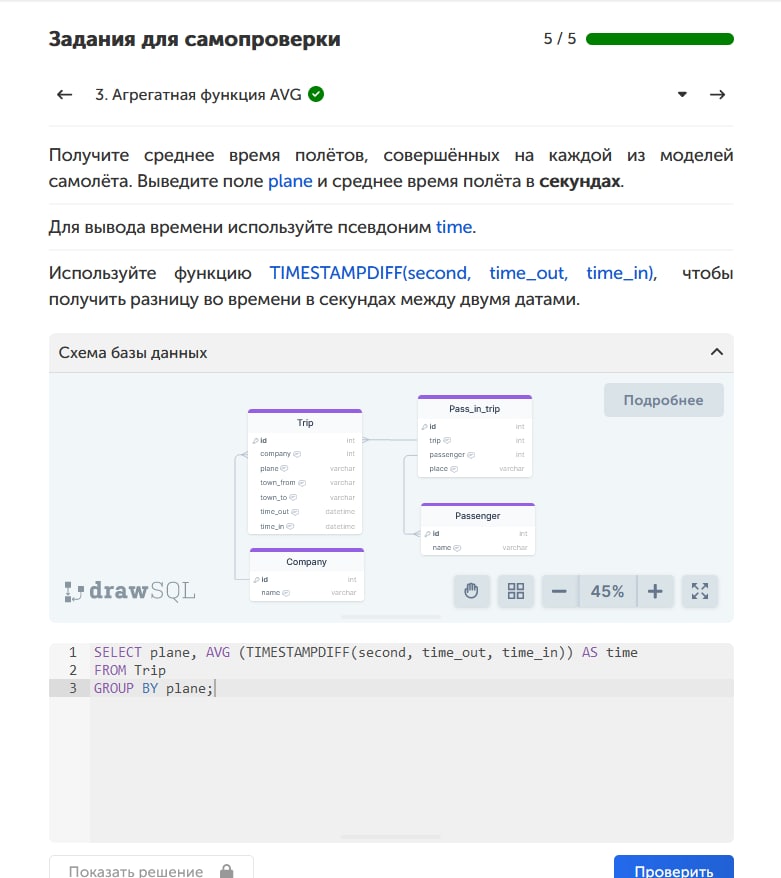 Задания для самопроверки
5 / 5
3. Агрегатная функция AVG
Получите среднее время полётов, совершённых на каждой из моделей
самолёта. Выведите поле plane и среднее время полёта в секундах.
Для вывода времени используйте псевдоним time.
Используйте функцию TIMESTAMPDIFF(second, time_out, time_in), чтобы
получить разницу во времени в секундах между двумя датами.
Схема базы данных
Подробнее
Trip
id int
company int
plane varchar
town_from varchar
town_to varchar
time_out datetime
time_in datetime
Pass_in_trip
id int
trip int
passenger int
place varchar
Passenger
id int
name varchar
Company
id int
name varchar
drawSQL
45%
1 SELECT plane, AVG (TIMESTAMPDIFF(second, time_out, time_in)) AS time
2 FROM Trip
3 GROUP BY plane;
Показать решение
Проверить